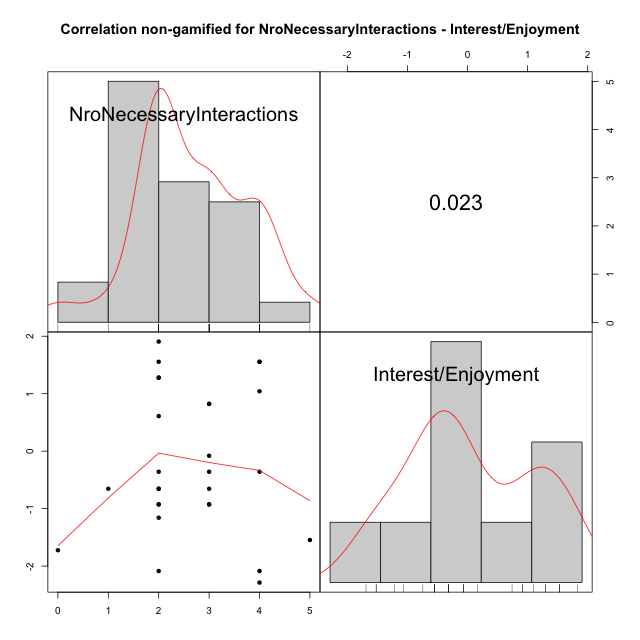 Correlation non-gamified for NroNecessaryInteractions - Interest/Enjoyment
-2 -1 0 1 2
NroNecessaryInteractions
0.023
5
4
3
2
1
0
2
1
0
-1
-2
Interest/Enjoyment
0 1 2 3 4 5